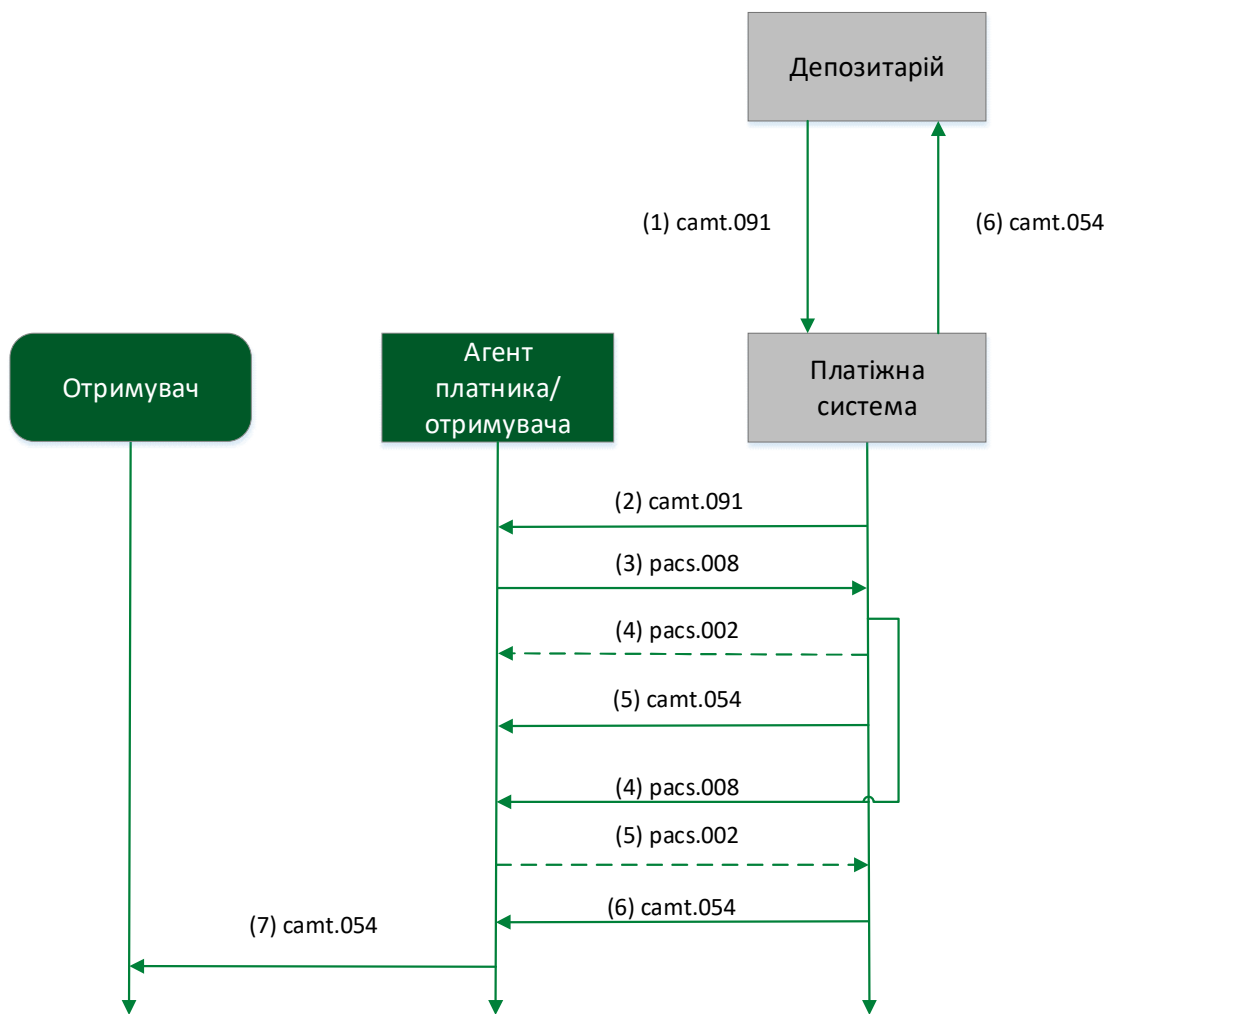 Депозитарій
(1) camt.091
(6) camt.054
Отримувач
Агент
платника/
отримувача
Платіжна
система
(2) camt.091
(3) pacs.008
(4) pacs.002
(5) camt.054
(4) pacs.008
(5) pacs.002
(6) camt.054
(7) camt.054